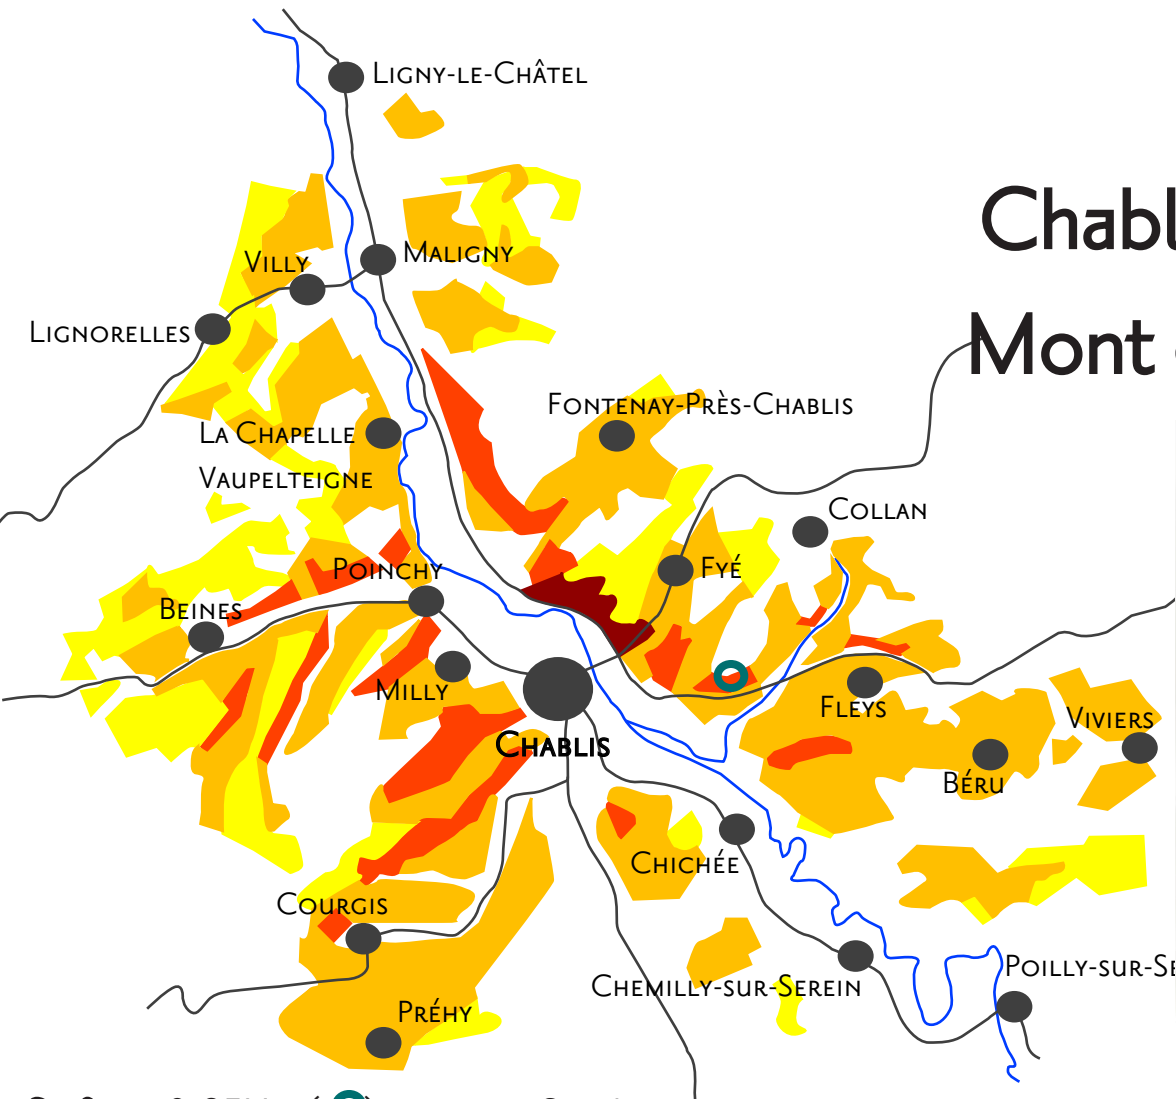 Ligny-le-Châtel
Chabl
Maligny
Villy
Lignorelles
Mont
Fontenay-Près-Chablis
La Chapelle
Vaupelteigne
Collan
Poinchy
Fyé
Beines
Milly
Fleys
Viviers
Chablis
Béru
Chichée
Courgis
Poilly-sur-Se
Chemilly-sur-Serein
Préhy